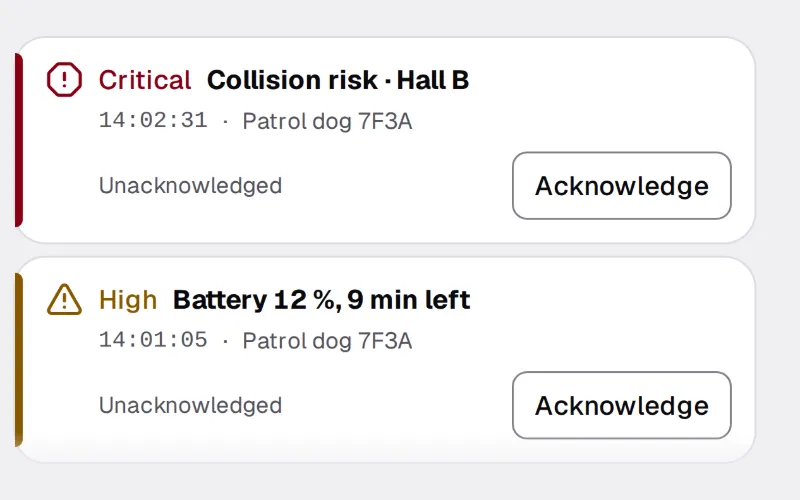 Critical Collision risk · Hall B
14:02:31 · Patrol dog 7F3A
Unacknowledged Acknowledge
High Battery 12 %, 9 min left
14:01:05 · Patrol dog 7F3A
Unacknowledged Acknowledge